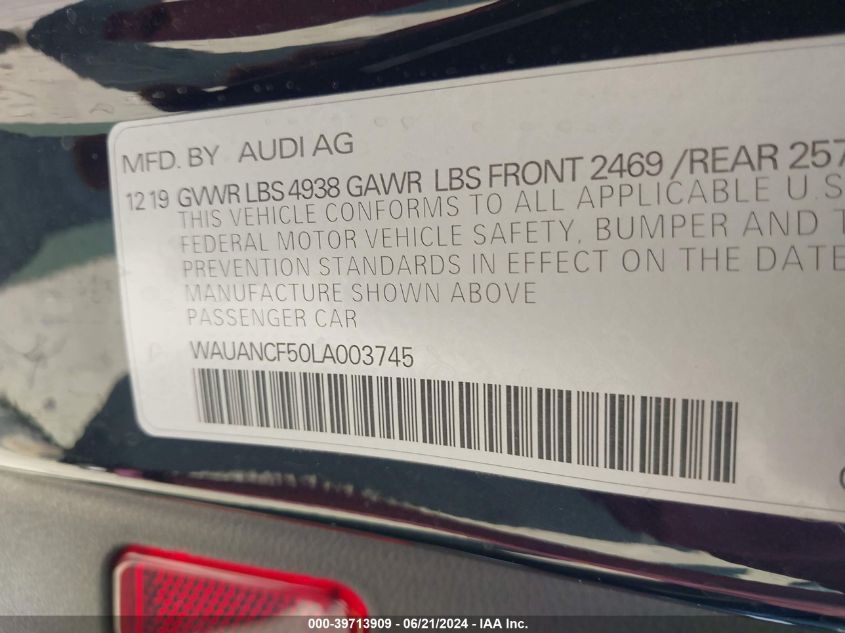 MFD. BY AUDI AG
12 19 GVWR LBS 4938 GAWR LBS FRONT 2469 /REAR 257
THIS VEHICLE CONFORMS TO ALL APPLICABLE U.S
FEDERAL MOTOR VEHICLE SAFETY, BUMPER AND T
PREVENTION STANDARDS IN EFFECT ON THE DATE
MANUFACTURE SHOWN ABOVE
PASSENGER CAR
WAUANCF50LA003745
000-39713909 / 06/21/2024 - IAA Inc.